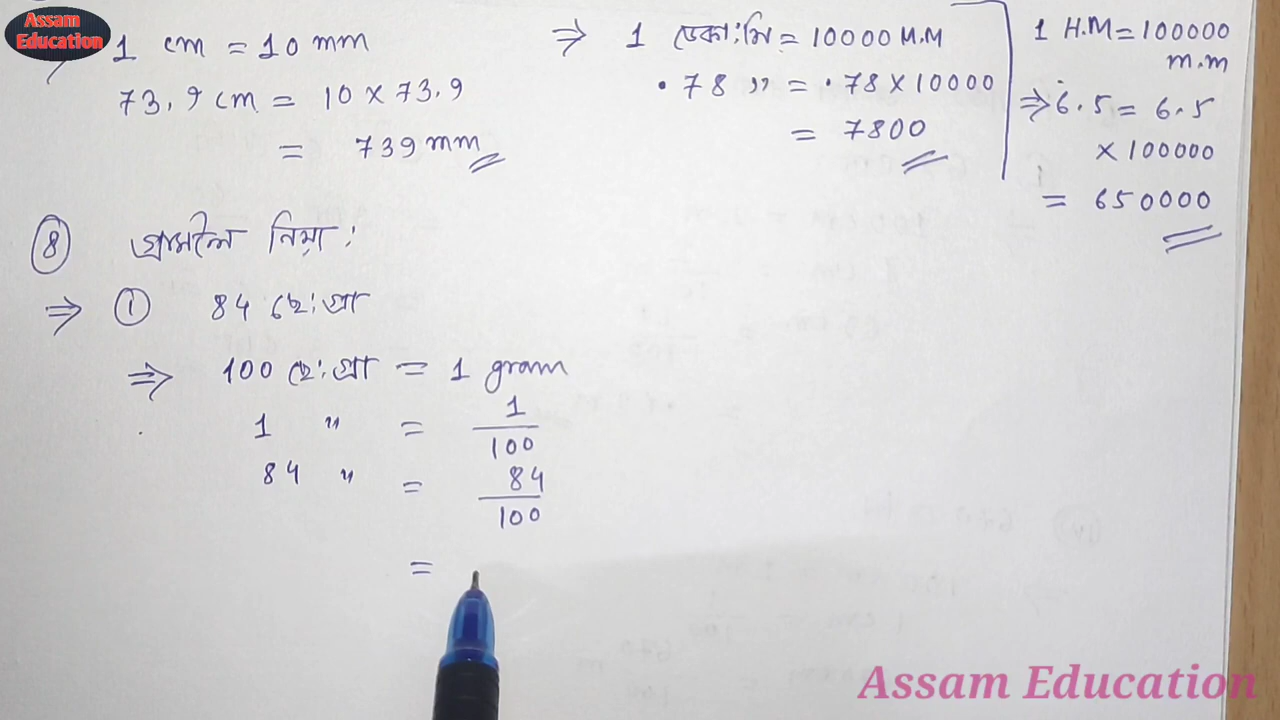 Assam
Education
1 cm = 10 mm
73.9 cm = 10 x 73.9
= 739 mm
⇒ 1 ডেকা:মি = 10000 M.M
.78 " = .78 x 10000
= 7800
1 H.M = 100000
m.m
⇒ 6.5 = 6.5
x 100000
= 650000
8 গ্ৰামলৈ নিয়া:
⇒ 1 84 ছে:গ্ৰা
⇒ 100 ছে:গ্ৰা = 1 gram
1 " = 1
100
84 " = 84
100
=
Assam Education